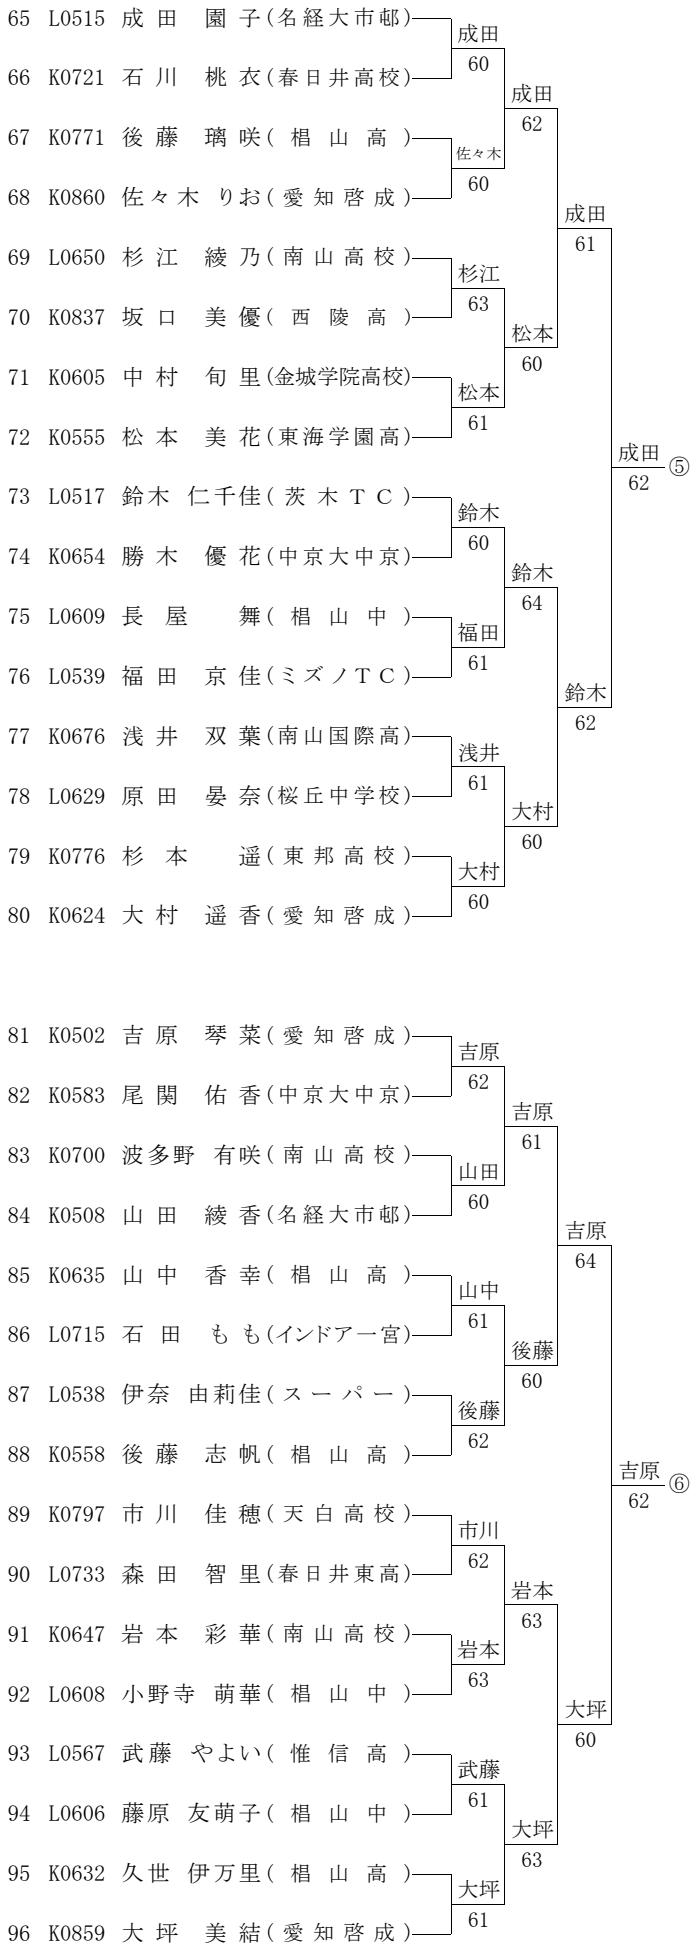 65 L0515 成田 園子(名経大市邨)
成田
60
66 K0721 石川 桃衣(春日井高校)
成田
62
67 K0771 後藤 璃咲(椙山高)
佐々木
60
68 K0860 佐々木 りお(愛知啓成)
成田
61
69 L0650 杉江 綾乃(南山高校)
杉江
63
70 K0837 坂口 美優(西陵高)
松本
60
71 K0605 中村 旬里(金城学院高校)
松本
61
72 K0555 松本 美花(東海学園高)
成田 ⑤
62
73 L0517 鈴木 仁千佳(茨木TC)
鈴木
60
74 K0654 勝木 優花(中京大中京)
鈴木
64
75 L0609 長屋 舞(椙山中)
福田
61
76 L0539 福田 京佳(ミズノTC)
鈴木
62
77 K0676 浅井 双葉(南山国際高)
浅井
61
78 L0629 原田 晏奈(桜丘中学校)
大村
60
79 K0776 杉本 遥(東邦高校)
大村
60
80 K0624 大村 遥香(愛知啓成)
81 K0502 吉原 琴菜(愛知啓成)
吉原
62
82 K0583 尾関 佑香(中京大中京)
吉原
61
83 K0700 波多野 有咲(南山高校)
山田
60
84 K0508 山田 綾香(名経大市邨)
吉原
64
85 K0635 山中 香幸(椙山高)
山中
61
86 L0715 石田 もも(インドア一宮)
後藤
60
87 L0538 伊奈 由莉佳(スーパー)
後藤
62
88 K0558 後藤 志帆(椙山高)
吉原 ⑥
62
89 K0797 市川 佳穂(天白高校)
市川
62
90 L0733 森田 智里(春日井東高)
岩本
63
91 K0647 岩本 彩華(南山高校)
岩本
63
92 L0608 小野寺 萌華(椙山中)
大坪
60
93 L0567 武藤 やよい(惟信高)
武藤
61
94 L0606 藤原 友萌子(椙山中)
大坪
63
95 K0632 久世 伊万里(椙山高)
大坪
61
96 K0859 大坪 美結(愛知啓成)